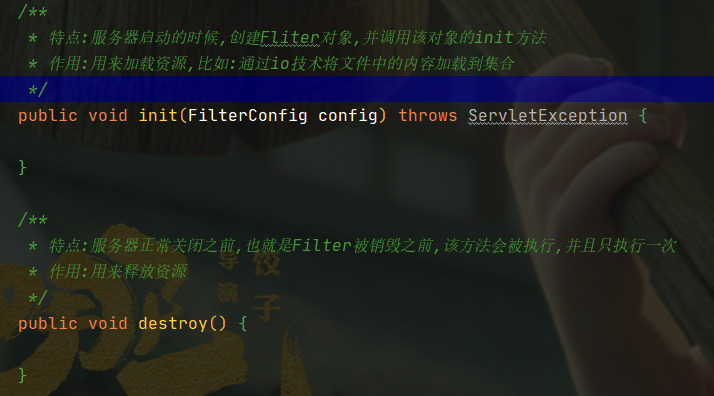 /**
* 特点:服务器启动的时候,创建Fliter对象,并调用该对象的init方法
* 作用:用来加载资源,比如:通过io技术将文件中的内容加载到集合
*/
public void init(FilterConfig config) throws ServletException {
}
/**
* 特点:服务器正常关闭之前,也就是Filter被销毁之前,该方法会被执行,并且只执行一次
* 作用:用来释放资源
*/
public void destroy() {
}
导演
饺子